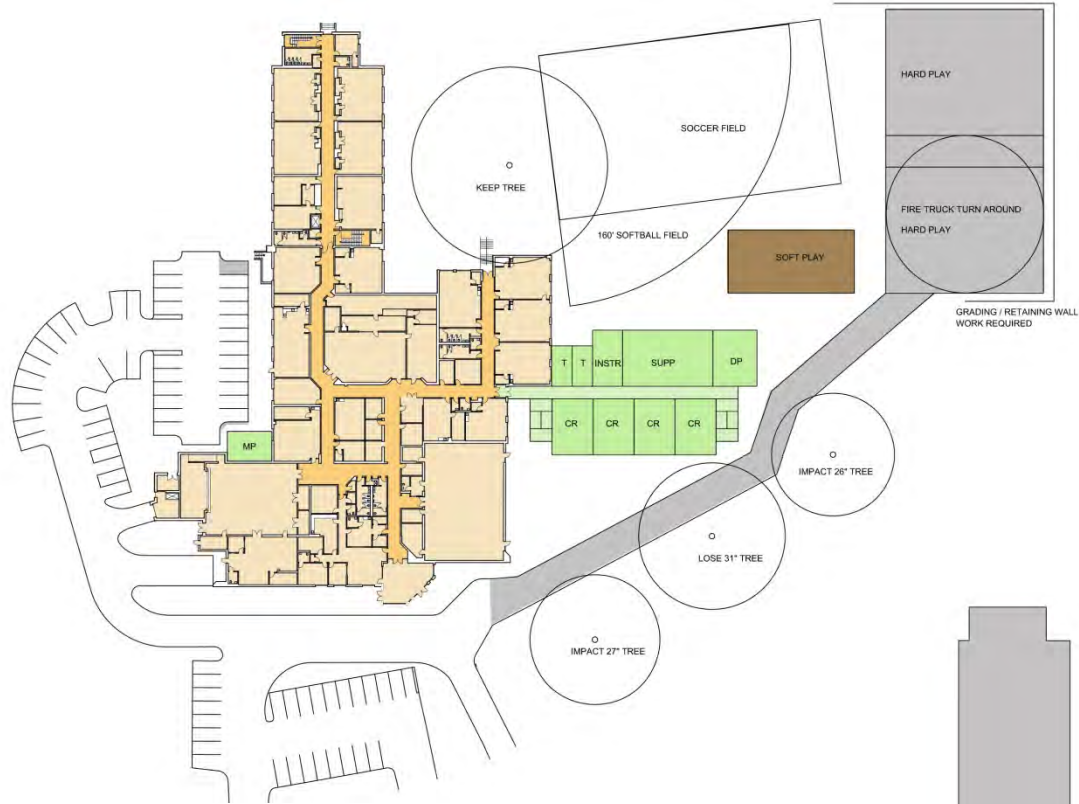 HARD PLAY
SOCCER FIELD
KEEP TREE
FIRE TRUCK TURN AROUND
HARD PLAY
160' SOFTBALL FIELD
SOFT PLAY
GRADING / RETAINING WALL
WORK REQUIRED
T T INSTR SUPP DP
CR CR CR CR
MP
IMPACT 26" TREE
LOSE 31" TREE
IMPACT 27" TREE